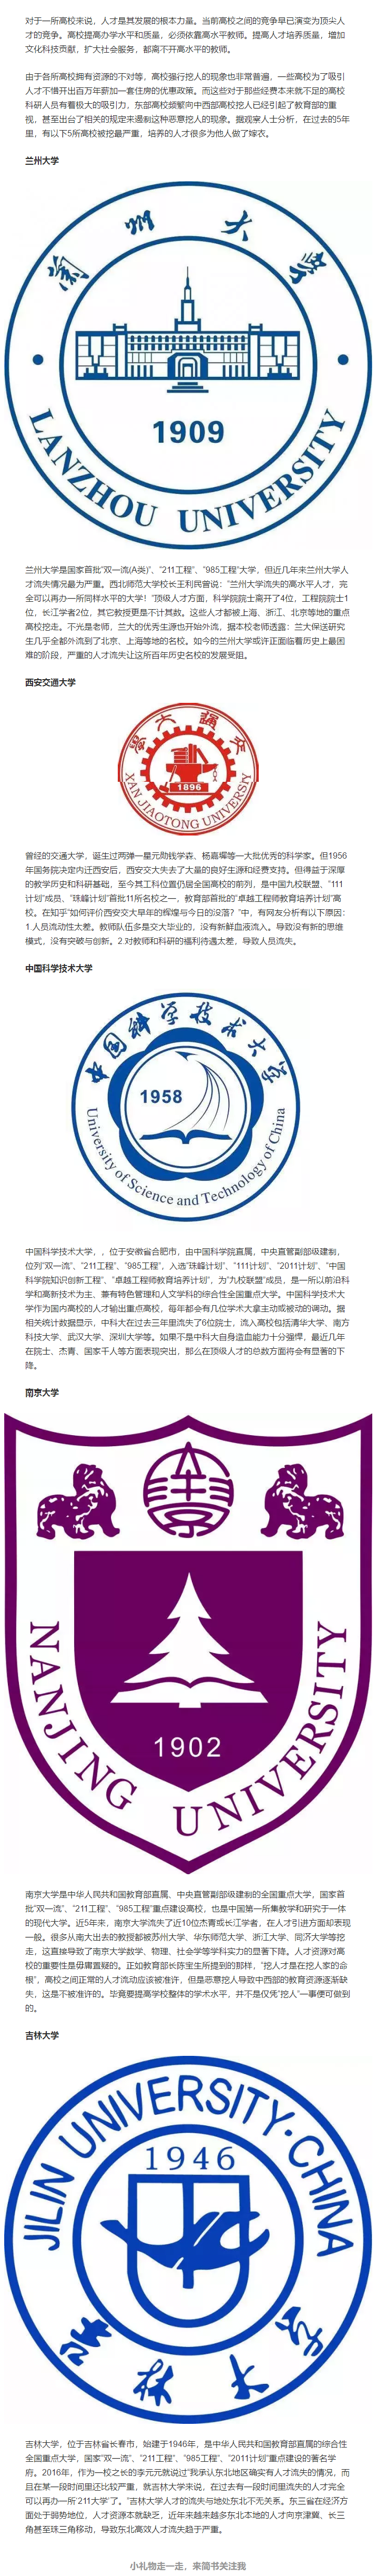 对于一所高校来说，人才是其发展的根本力量。当前高校之间的竞争早已演变为顶尖人
才的竞争。高校提高办学水平和质量，必须依靠高水平教师。提高人才培养质量，增加
文化科技贡献，扩大社会服务，都离不开高水平的教师。
由于各所高校拥有资源的不对等，高校强行挖人的现象也非常普遍，一些高校为了吸引
人才不惜开出百万年薪加一套住房的优惠政策。而这些对于那些经费本来就不足的高校
科研人员有着极大的吸引力，东部高校频繁向中西部高校挖人已经引起了教育部的重
视，甚至出台了相关的规定来遏制这种恶意挖人的现象。据观察人士分析，在过去的5年
里，有以下5所高校被挖最严重，培养的人才很多为他人做了嫁衣。
兰州大学
兰州大学
1909
LANZHOU UNIVERSITY
兰州大学是国家首批“双一流(A类)”、“211工程”、“985工程”大学，但近几年来兰州大学人
才流失情况最为严重。西北师范大学校长王利民曾说：“兰州大学流失的高水平人才，完
全可以再办一所同样水平的大学！”顶级人才方面，科学院院士离开了4位，工程院院士1
位，长江学者2位，其它教授更是不计其数。这些人才都被上海、浙江、北京等地的重点
高校挖走。不光是老师，兰大的优秀生源也开始外流，据本校老师透露：兰大保送研究
生几乎全都外流到了北京、上海等地的名校。如今的兰州大学或许正面临着历史上最困
难的阶段，严重的人才流失让这所百年历史名校的发展受阻。
西安交通大学
交通大学
1896
XI'AN JIAOTONG UNIVERSITY
曾经的交通大学，诞生过两弹一星元勋钱学森、杨嘉墀等一大批优秀的科学家。但1956
年国务院决定内迁西安后，西安交大失去了大量的良好生源和经费支持。但得益于深厚
的教学历史和科研基础，至今其工科位置仍居全国高校的前列，是中国九校联盟、“111
计划”成员、“珠峰计划”首批11所名校之一，教育部首批的“卓越工程师教育培养计划”高
校。在知乎“如何评价西安交大早年的辉煌与今日的没落？”中，有网友分析有以下原因：
1.人员流动性太差。教师队伍多是交大毕业的，没有新鲜血液流入。导致没有新的思维
模式，没有突破与创新。2.对教师和科研的福利待遇太差，导致人员流失。
中国科学技术大学
中国科学技术大学
1958
University of Science and Technology of China
中国科学技术大学，，位于安徽省合肥市，由中国科学院直属，中央直管副部级建制，
位列“双一流”、“211工程”、“985工程”，入选“珠峰计划”、“111计划”、“2011计划”、“中国
科学院知识创新工程”、“卓越工程师教育培养计划”，为“九校联盟”成员，是一所以前沿科
学和高新技术为主、兼有特色管理和人文学科的综合性全国重点大学。中国科学技术大
学作为国内高校的人才输出重点高校，每年都会有几位学术大拿主动或被动的调动。据
相关统计数据显示，中科大在过去三年里流失了6位院士，流入高校包括清华大学、南方
科技大学、武汉大学、深圳大学等。如果不是中科大自身造血能力十分强悍，最近几年
在院士、杰青、国家千人等方面表现突出，那么在顶级人才的总数方面将会有显著的下
降。
南京大学
1902
NANJING UNIVERSITY
南京大学是中华人民共和国教育部直属、中央直管副部级建制的全国重点大学，国家首
批“双一流”、“211工程”、“985工程”重点建设高校，也是中国第一所集教学和研究于一体
的现代大学。近5年来，南京大学流失了近10位杰青或长江学者，在人才引进方面却表现
一般。很多从南大出去的教授都被苏州大学、华东师范大学、浙江大学、同济大学等挖
走，这直接导致了南京大学数学、物理、社会学等学科实力的显著下降。人才资源对高
校的重要性是毋庸置疑的。正如教育部长陈宝生所提到的那样，“挖人才是在挖人家的命
根”，高校之间正常的人才流动应该被准许，但是恶意挖人导致中西部的教育资源逐渐缺
失，这是不被准许的。毕竟要提高学校整体的学术水平，并不是仅凭“挖人”一事便可做到
的。
吉林大学
JILIN UNIVERSITY·CHINA
1946
吉林大学
吉林大学，位于吉林省长春市，始建于1946年，是中华人民共和国教育部直属的综合性
全国重点大学，国家“双一流”、“211工程”、“985工程”、“2011计划”重点建设的著名学
府。2016年，作为一校之长的李元元就说过“我承认东北地区确实有人才流失的情况，而
且在某一段时间里还比较严重，就吉林大学来说，在过去有一段时间里流失的人才完全
可以再办一所‘211大学’了。”吉林大学人才的流失与地处东北不无关系。东三省在经济方
面处于弱势地位，人才资源本就缺乏，近年来越来越多东北本地的人才向京津冀、长三
角甚至珠三角移动，导致东北高效人才流失趋于严重。
小礼物走一走，来简书关注我